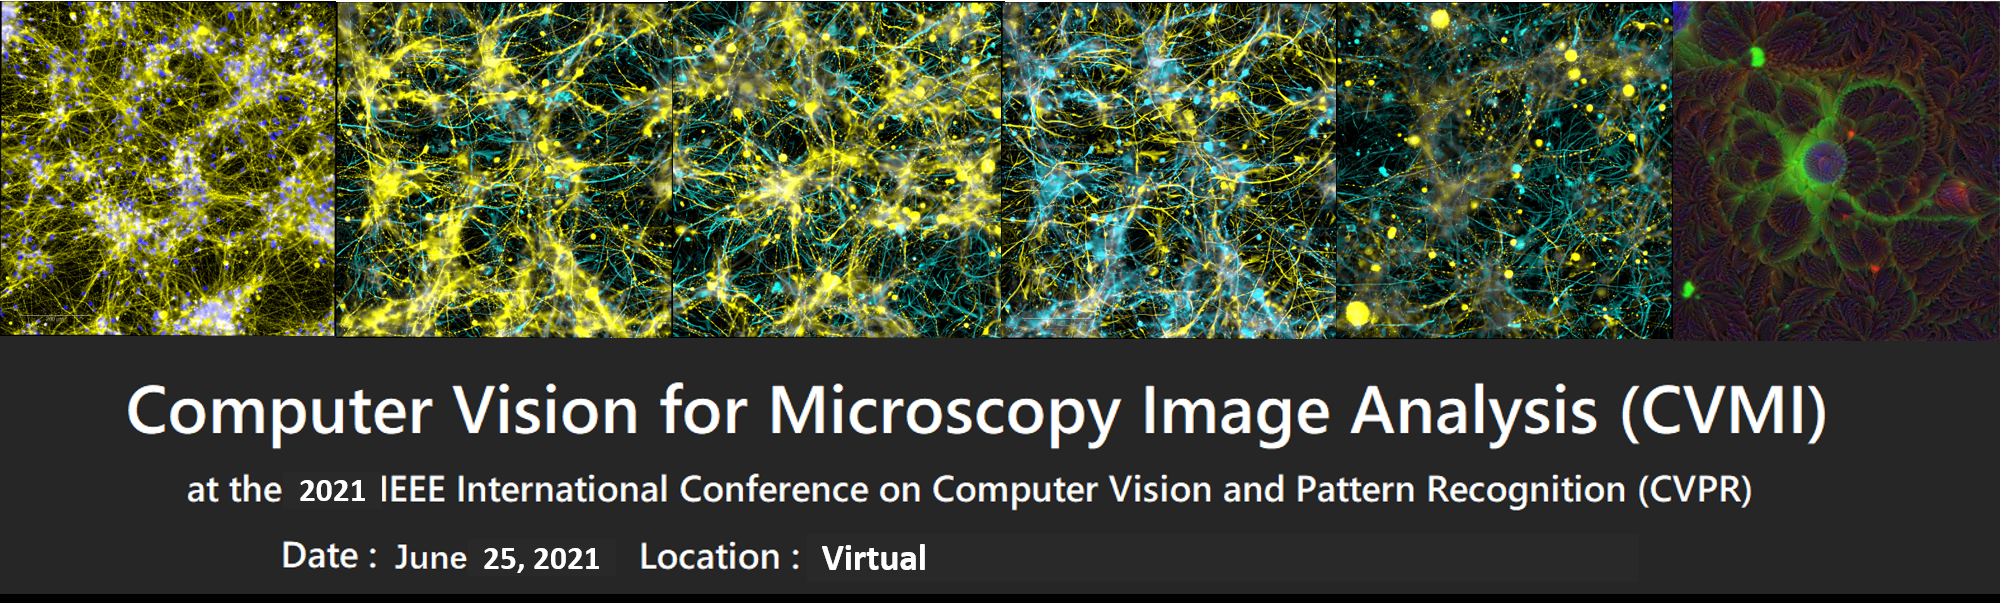 Computer Vision for Microscopy Image Analysis (CVMI)
at the 2021 IEEE International Conference on Computer Vision and Pattern Recognition (CVPR)
Date : June 25, 2021 Location : Virtual